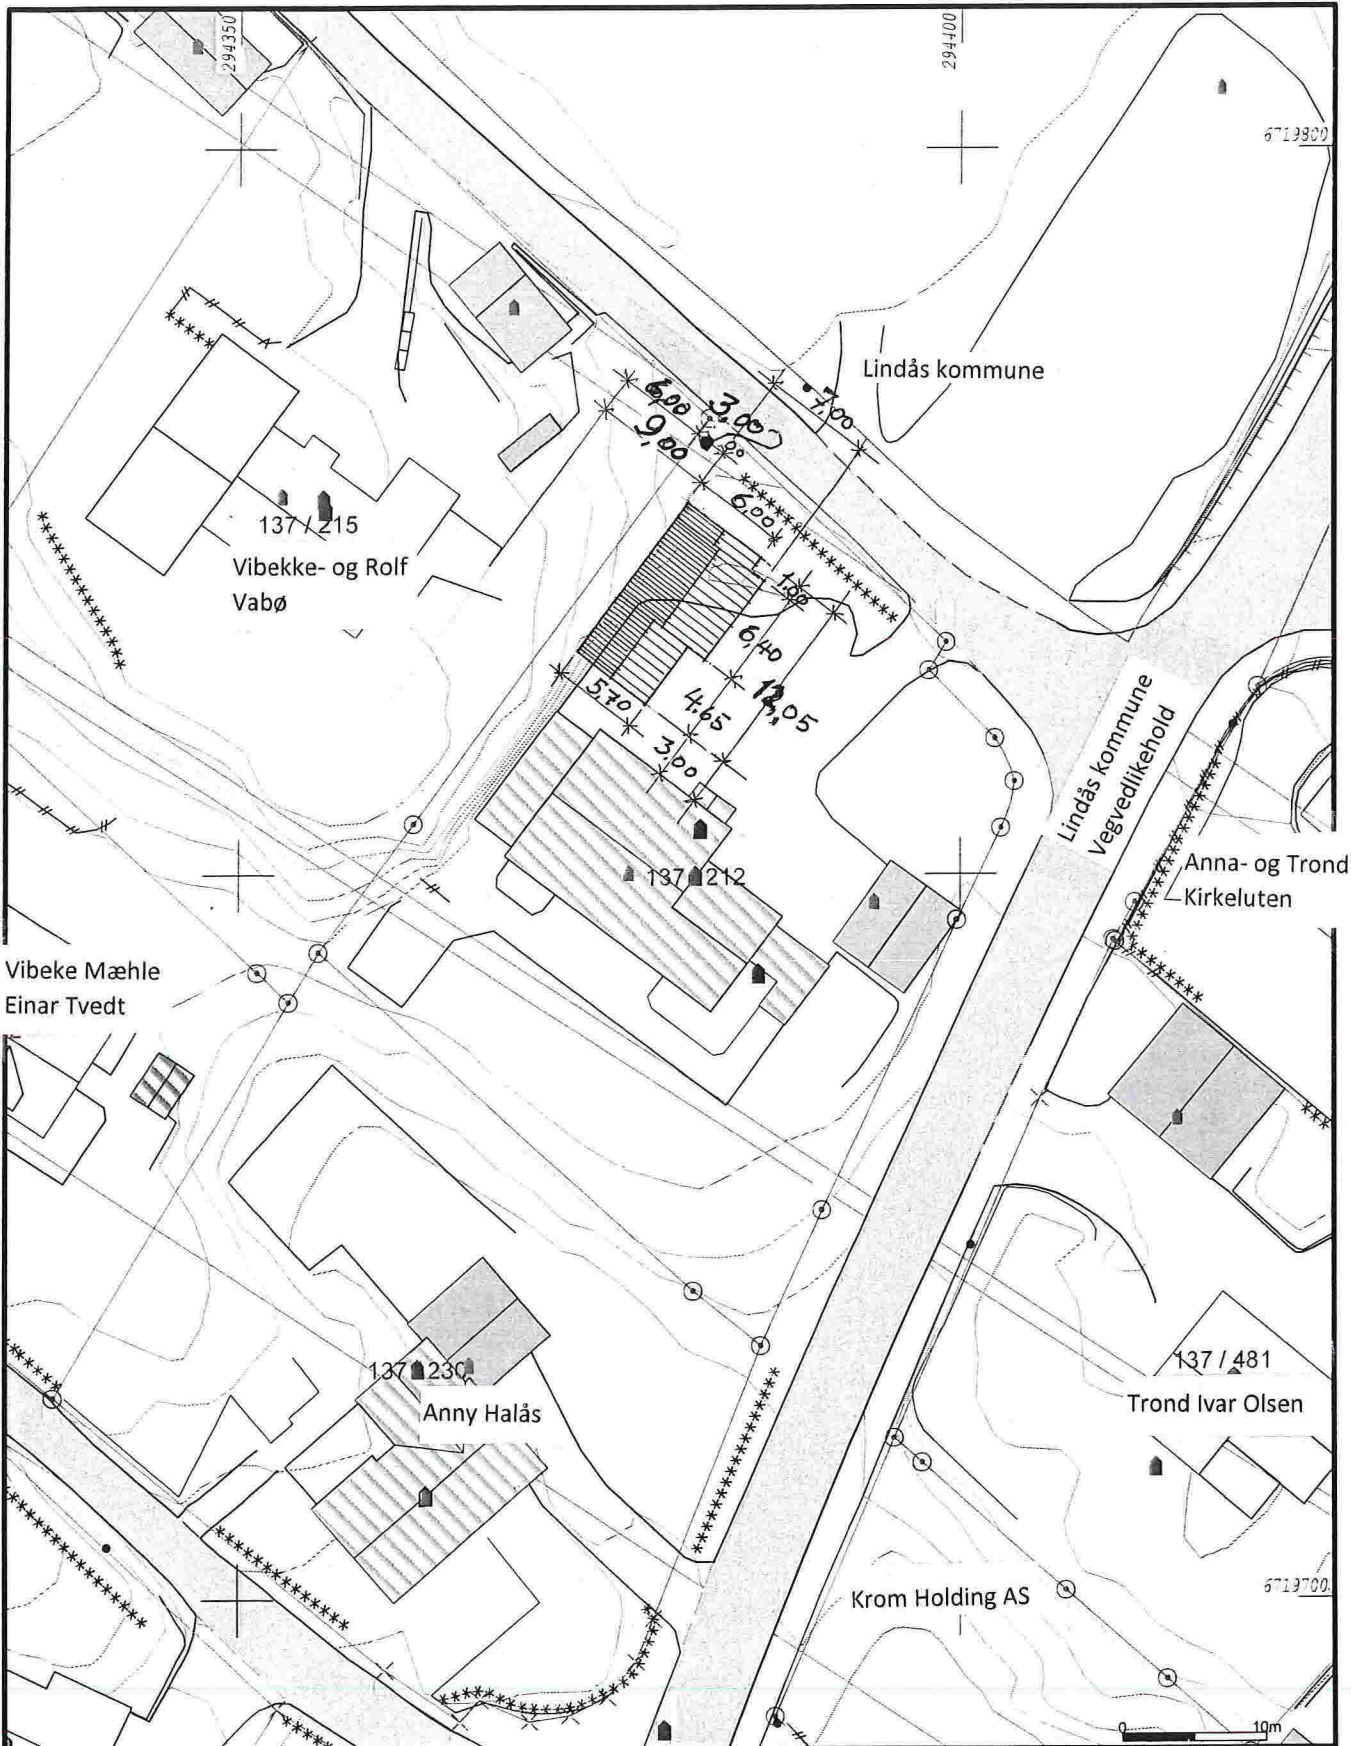 294350
294400
6719800
Lindås kommune
6,00
3,00
7,00
9,00
6,00
137 / 215
Vibekke- og Rolf
Vabø
1.00
6,40
5.70
4.65
12,05
3.00
Lindås kommune
Vegvedlikehold
137 212
Anna- og Trond
Kirkeluten
Vibeke Mæhle
Einar Tvedt
137 230
Anny Halås
137 / 481
Trond Ivar Olsen
Krom Holding AS
6719700
0 10m